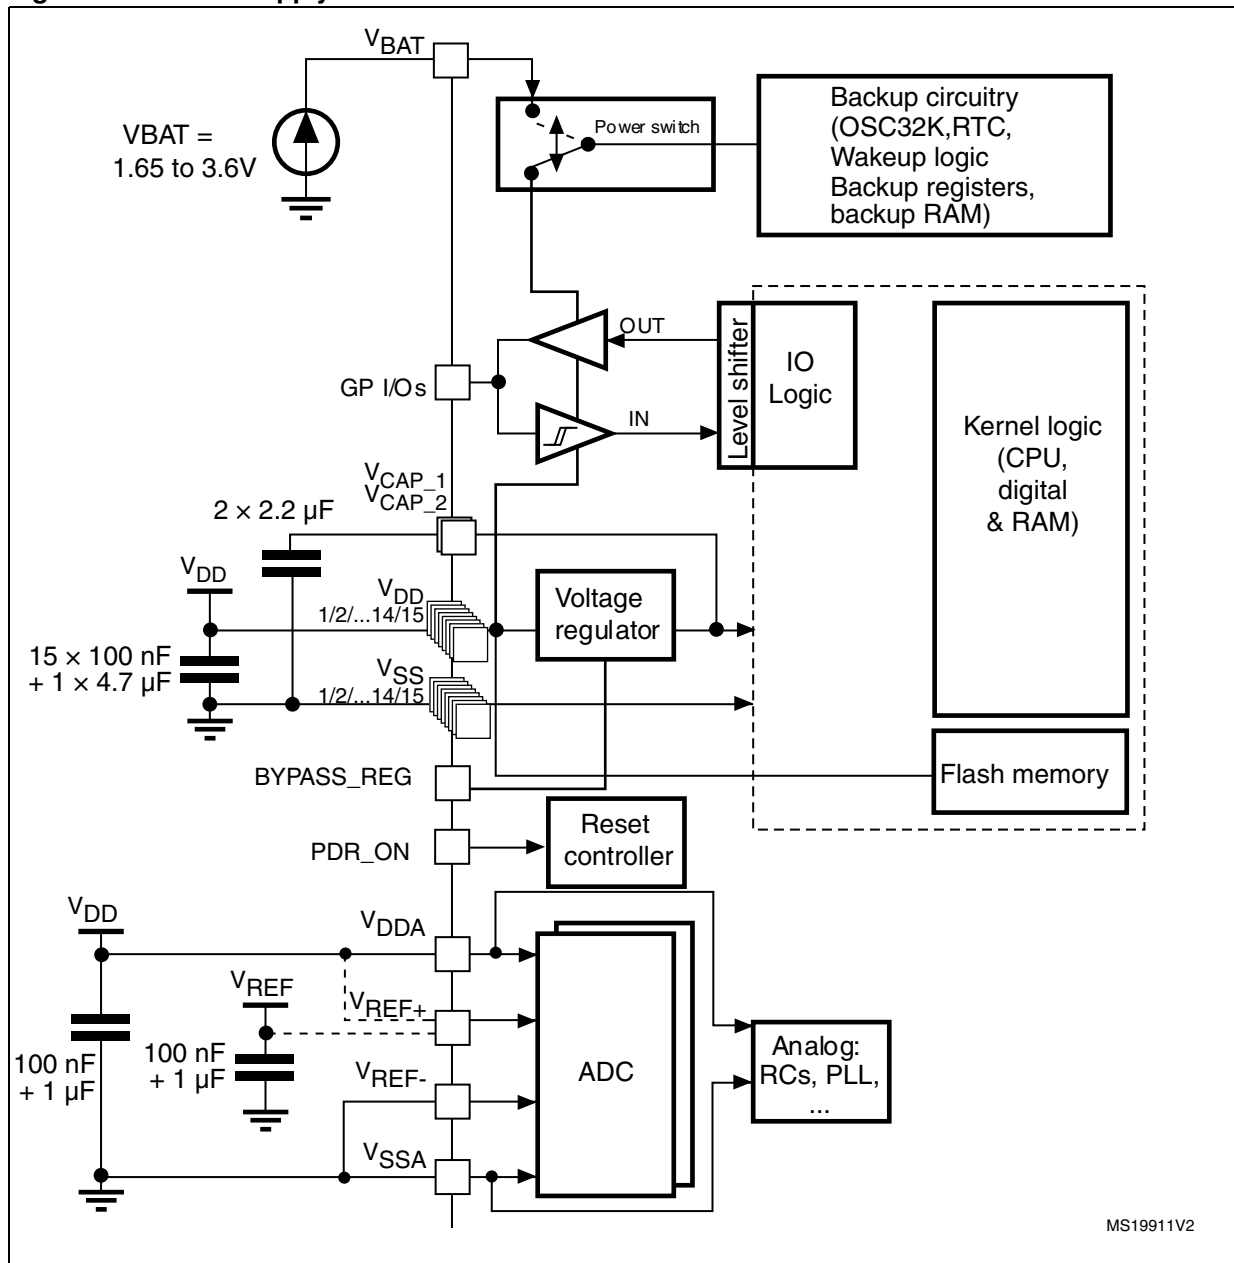 VBAT
VBAT =
1.65 to 3.6V
Power switch
Backup circuitry
(OSC32K,RTC,
Wakeup logic
Backup registers,
backup RAM)
OUT
Level shifter
IO
Logic
GP I/Os
IN
Kernel logic
(CPU,
digital
& RAM)
VCAP_1
VCAP_2
2 × 2.2 µF
VDD
VDD
1/2/...14/15
Voltage
regulator
15 × 100 nF
+ 1 × 4.7 µF
VSS
1/2/...14/15
BYPASS_REG
Flash memory
PDR_ON
Reset
controller
VDD
VDDA
VREF
VREF+
100 nF
+ 1 µF
100 nF
+ 1 µF
VREF-
ADC
Analog:
RCs, PLL,
...
VSSA
MS19911V2